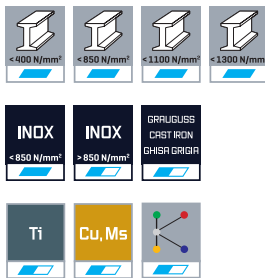 <400 N/mm²
<850 N/mm²
<1100 N/mm²
<1300 N/mm²
INOX
<850 N/mm²
INOX
>850 N/mm²
GRAUGUSS
CAST IRON
GHISA GRIGIA
Ti
Cu, Ms